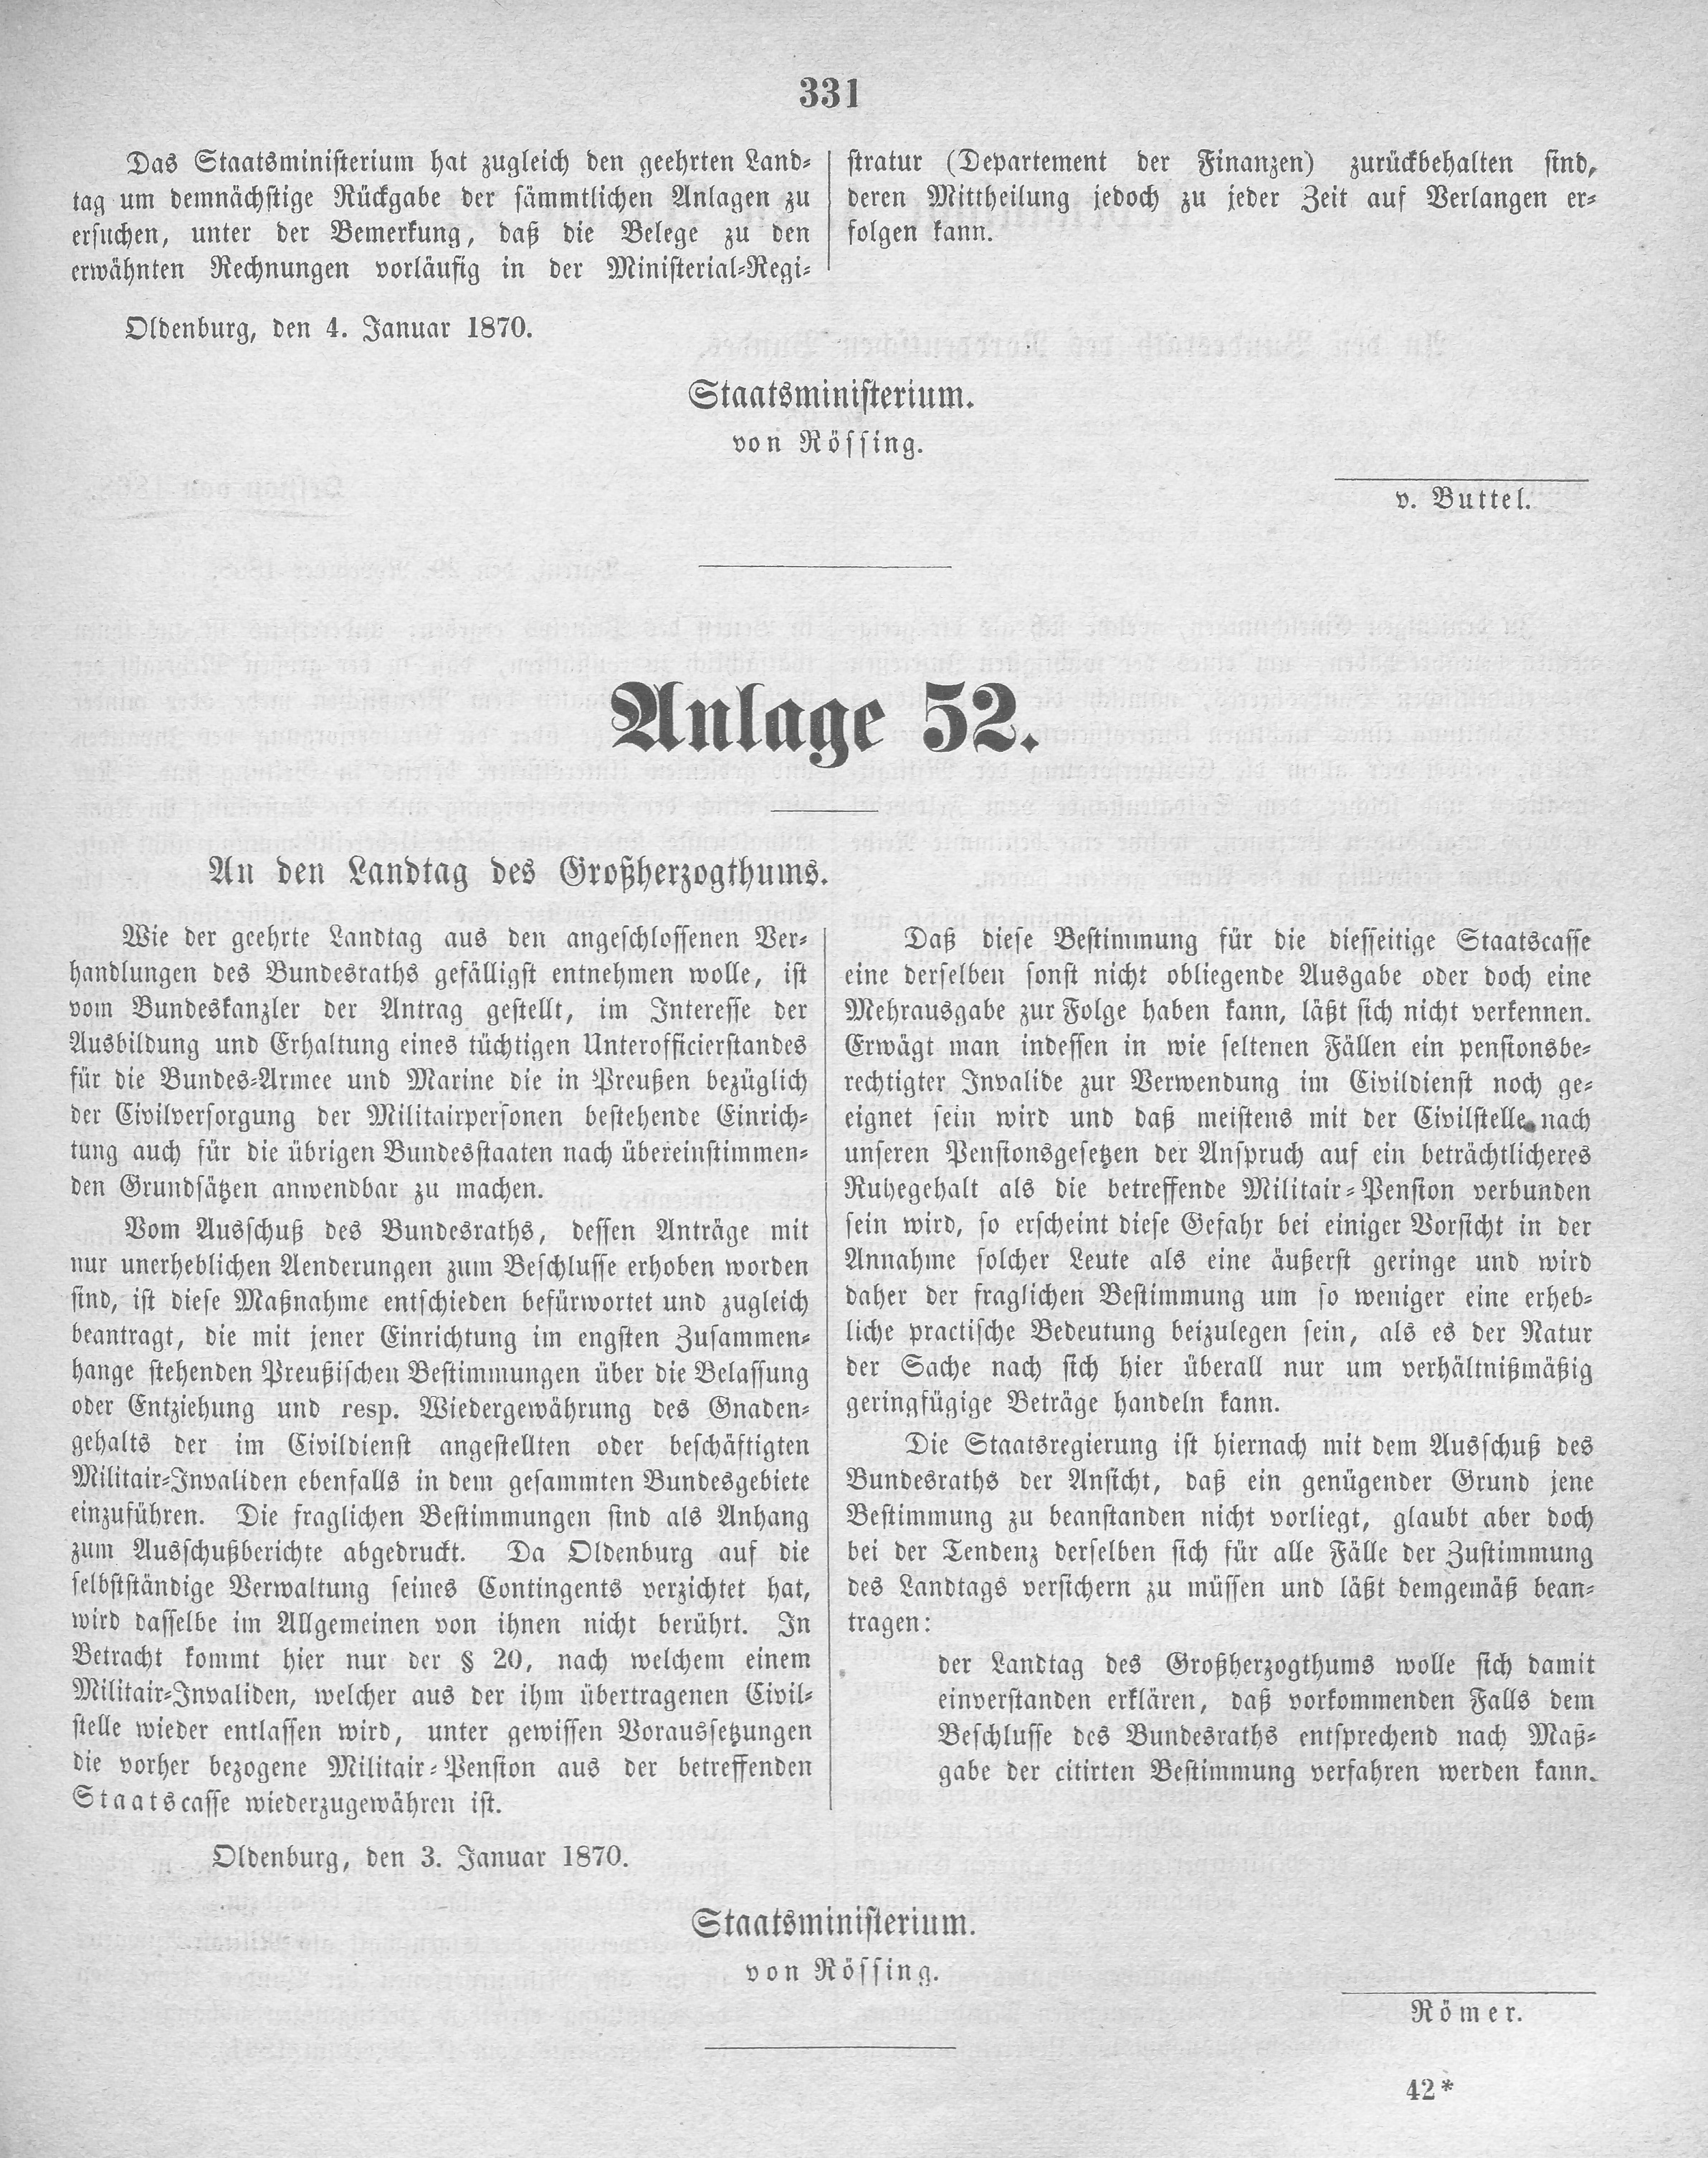 331
Das Staatsministerium hat zugleich den geehrten Land-
tag um demnächstige Rückgabe der sämmtlichen Anlagen zu
ersuchen, unter der Bemerkung, daß die Belege zu den
erwähnten Rechnungen vorläufig in der Ministerial-Regi-
stratur (Departement der Finanzen) zurückbehalten sind,
deren Mittheilung jedoch zu jeder Zeit auf Verlangen er-
folgen kann.
Oldenburg, den 4. Januar 1870.
Staatsministerium.
von Rössing.
v. Buttel.
Anlage 52.
An den Landtag des Großherzogthums.
Wie der geehrte Landtag aus den angeschlossenen Ver-
handlungen des Bundesraths gefälligst entnehmen wolle, ist
vom Bundeskanzler der Antrag gestellt, im Interesse der
Ausbildung und Erhaltung eines tüchtigen Unterofficierstandes
für die Bundes-Armee und Marine die in Preußen bezüglich
der Civilversorgung der Militairpersonen bestehende Einrich-
tung auch für die übrigen Bundesstaaten nach übereinstimmen-
den Grundsätzen anwendbar zu machen.
Vom Ausschuß des Bundesraths, dessen Anträge mit
nur unerheblichen Aenderungen zum Beschlusse erhoben worden
sind, ist diese Maßnahme entschieden befürwortet und zugleich
beantragt, die mit jener Einrichtung im engsten Zusammen-
hange stehenden Preußischen Bestimmungen über die Belassung
oder Entziehung und resp. Wiedergewährung des Gnaden-
gehalts der im Civildienst angestellten oder beschäftigten
Militair-Invaliden ebenfalls in dem gesammten Bundesgebiete
einzuführen. Die fraglichen Bestimmungen sind als Anhang
zum Ausschußberichte abgedruckt. Da Oldenburg auf die
selbstständige Verwaltung seines Contingents verzichtet hat,
wird dasselbe im Allgemeinen von ihnen nicht berührt. In
Betracht kommt hier nur der § 20, nach welchem einem
Militair-Invaliden, welcher aus der ihm übertragenen Civil-
stelle wieder entlassen wird, unter gewissen Voraussetzungen
die vorher bezogene Militair-Pension aus der betreffenden
Staatscasse wiederzugewähren ist.
Daß diese Bestimmung für die diesseitige Staatscasse
eine derselben sonst nicht obliegende Ausgabe oder doch eine
Mehrausgabe zur Folge haben kann, läßt sich nicht verkennen.
Erwägt man indessen in wie seltenen Fällen ein pensionsbe-
rechtigter Invalide zur Verwendung im Civildienst noch ge-
eignet sein wird und daß meistens mit der Civilstelle nach
unseren Pensionsgesetzen der Anspruch auf ein beträchtlicheres
Ruhegehalt als die betreffende Militair-Pension verbunden
sein wird, so erscheint diese Gefahr bei einiger Vorsicht in der
Annahme solcher Leute als eine äußerst geringe und wird
daher der fraglichen Bestimmung um so weniger eine erheb-
liche practische Bedeutung beizulegen sein, als es der Natur
der Sache nach sich hier überall nur um verhältnißmäßig
geringfügige Beträge handeln kann.
Die Staatsregierung ist hiernach mit dem Ausschuß des
Bundesraths der Ansicht, daß ein genügender Grund jene
Bestimmung zu beanstanden nicht vorliegt, glaubt aber doch
bei der Tendenz derselben sich für alle Fälle der Zustimmung
des Landtags versichern zu müssen und läßt demgemäß bean-
tragen:
der Landtag des Großherzogthums wolle sich damit
einverstanden erklären, daß vorkommenden Falls dem
Beschlusse des Bundesraths entsprechend nach Maß-
gabe der citirten Bestimmung verfahren werden kann.
Oldenburg, den 3. Januar 1870.
Staatsministerium.
von Rössing.
Römer.
42*